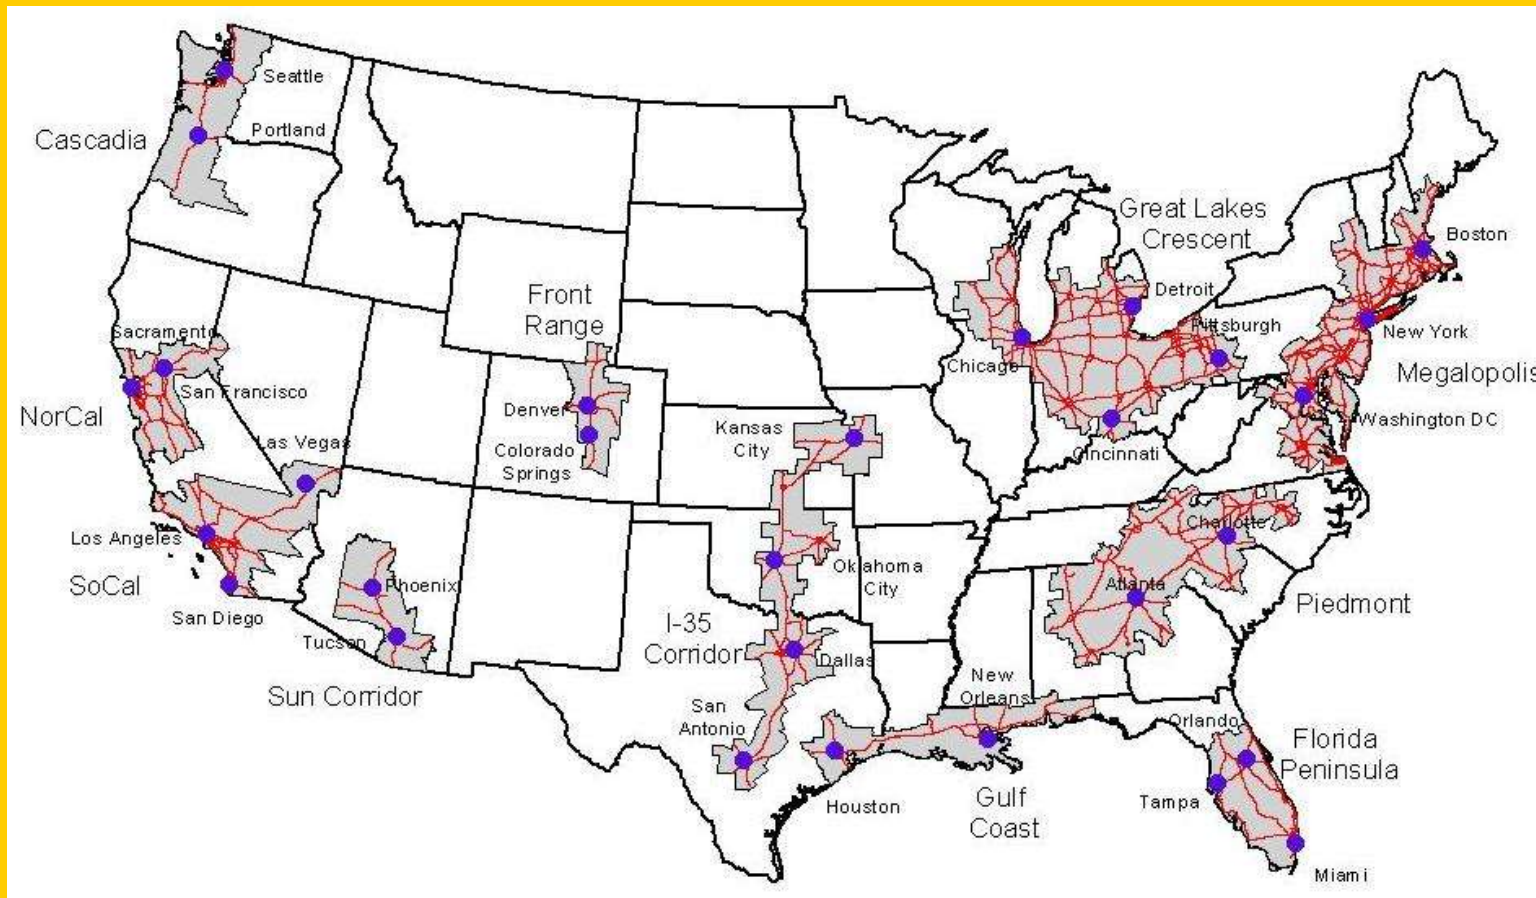 Seattle
Portland
Cascadia
Great Lakes
Crescent
Boston
Front
Range
Detroit
Sacramento
Pittsburgh
New York
Chicago
Megalopolis
San Francisco
NorCal
Denver
Washington DC
Kansas
City
Las Vegas
Colorado
Springs
Cincinnati
Charlotte
Los Angeles
Oklahoma
City
SoCal
Phoenix
Atlanta
Piedmont
San Diego
I-35
Corridor
Tucson
Dallas
New
Orleans
Sun Corridor
San
Antonio
Orlando
Florida
Peninsula
Houston
Gulf
Coast
Tampa
Miami